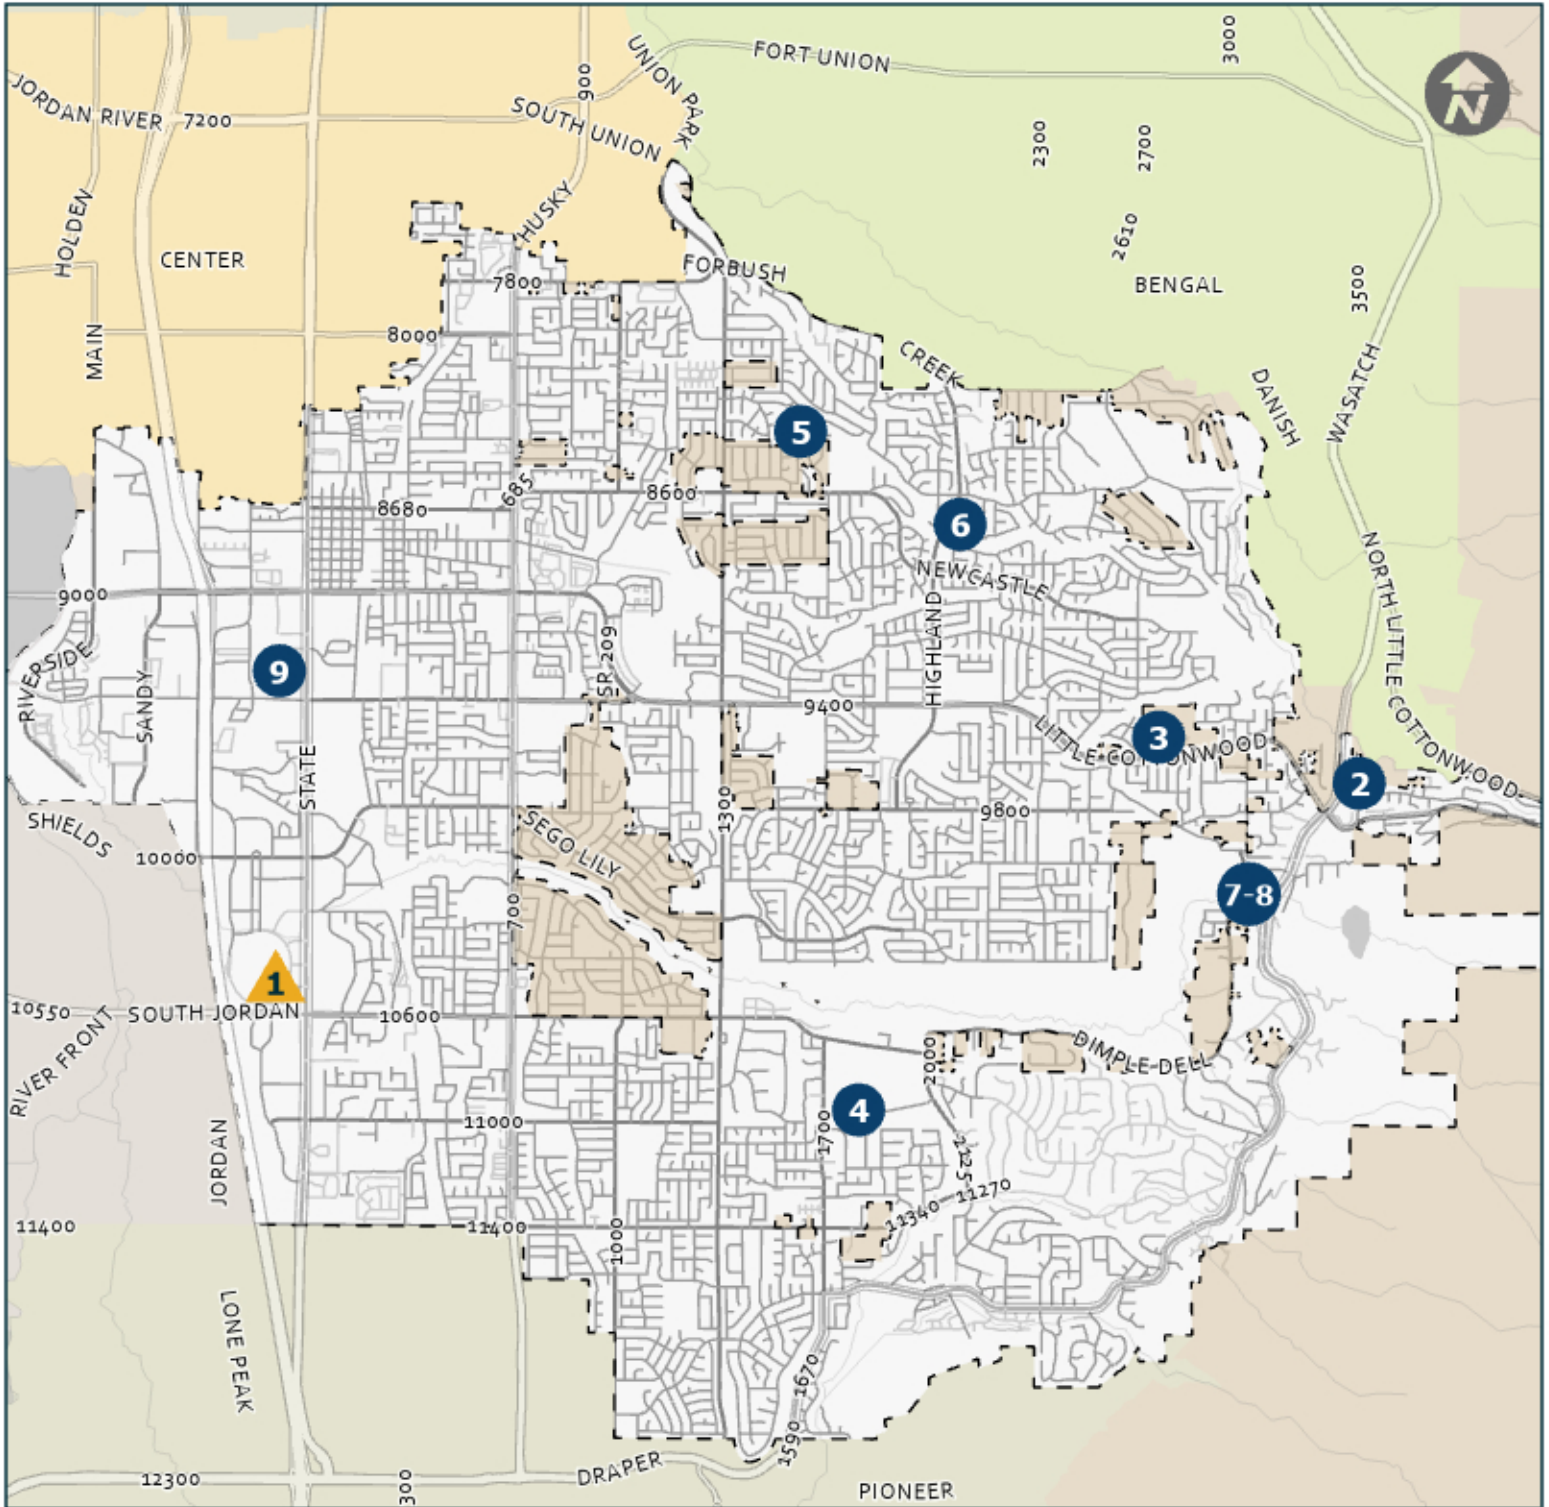 3000
FORT UNION
UNION PARK
900
JORDAN RIVER
7200
SOUTH UNION
2300
2700
N
HOLDEN
HUSKY
2610
CENTER
FORBUSH
7800
BENGAL
3500
MAIN
8000
CREEK
DANISH
WASATCH
5
685
8600
8680
6
NORTH LITTLE COTTONWOOD
NEWCASTLE
9000
HIGHLAND
RIVERSIDE
9
SR 209
SANDY
9400
LITTLE COTTONWOOD
3
STATE
2
1300
9800
SHIELDS
SEGO LILY
10000
7-8
700
1
10550
SOUTH JORDAN
10600
RIVER FRONT
DIMPLE DELL
2000
4
11000
1700
JORDAN
2125
11270
11340
11400
11400
1000
LONE PEAK
1670
1590
DRAPER
12300
300
PIONEER